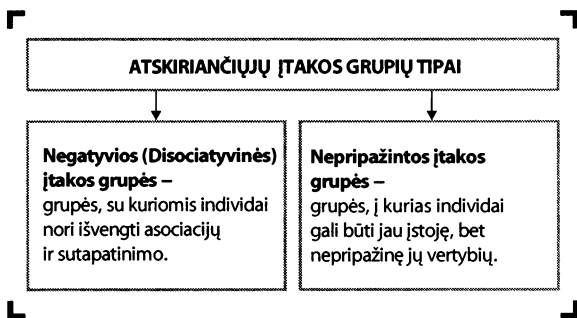 ATSKIRIANČIŲJŲ ĮTAKOS GRUPIŲ TIPAI
Negatyvios (Disociatyvinės)
įtakos grupės –
grupės, su kuriomis individai
nori išvengti asociacijų
ir sutapatinimo.
Nepripažintos įtakos
grupės –
grupės, į kurias individai
gali būti jau įstoję, bet
nepripažinę jų vertybių.